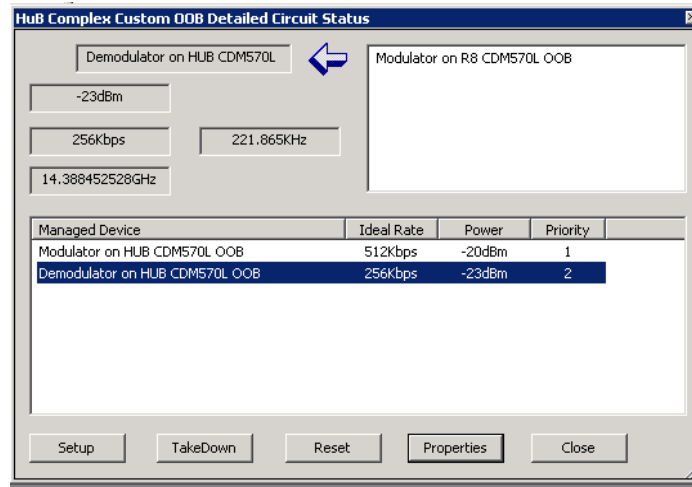 HuB Complex Custom OOB Detailed Circuit Status
Demodulator on HUB CDM570L
Modulator on R8 CDM570L OOB
-23dBm
256Kbps 221.865KHz
14.388452528GHz
Managed Device Ideal Rate Power Priority
Modulator on HUB CDM570L OOB 512Kbps -20dBm 1
Demodulator on HUB CDM570L OOB 256Kbps -23dBm 2
Setup TakeDown Reset Properties Close